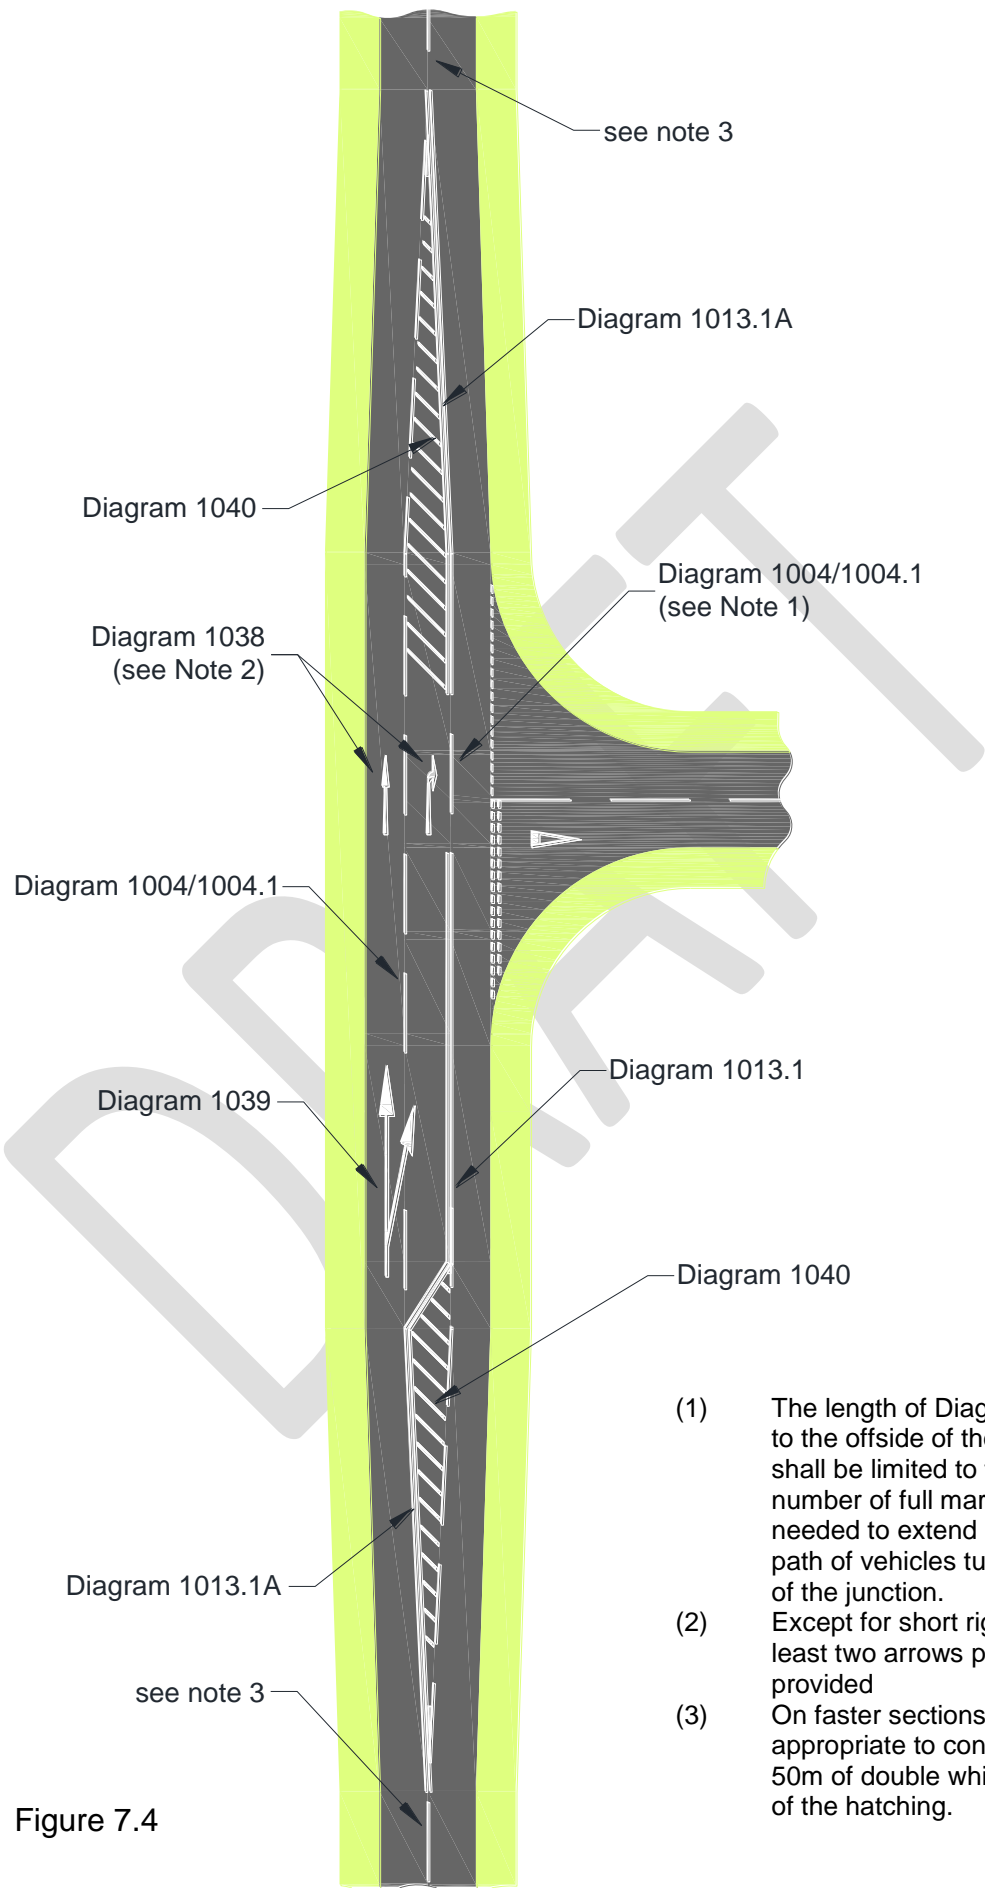 see note 3
Diagram 1013.1A
Diagram 1040
Diagram 1004/1004.1
(see Note 1)
Diagram 1038
(see Note 2)
Diagram 1004/1004.1
Diagram 1013.1
Diagram 1039
Diagram 1040
(1) The length of Diag
to the offside of the
shall be limited to
number of full mar
needed to extend
path of vehicles tu
of the junction.
Diagram 1013.1A
(2) Except for short rig
least two arrows p
provided
see note 3
(3) On faster sections
appropriate to con
50m of double whi
of the hatching.
Figure 7.4
DRAFT